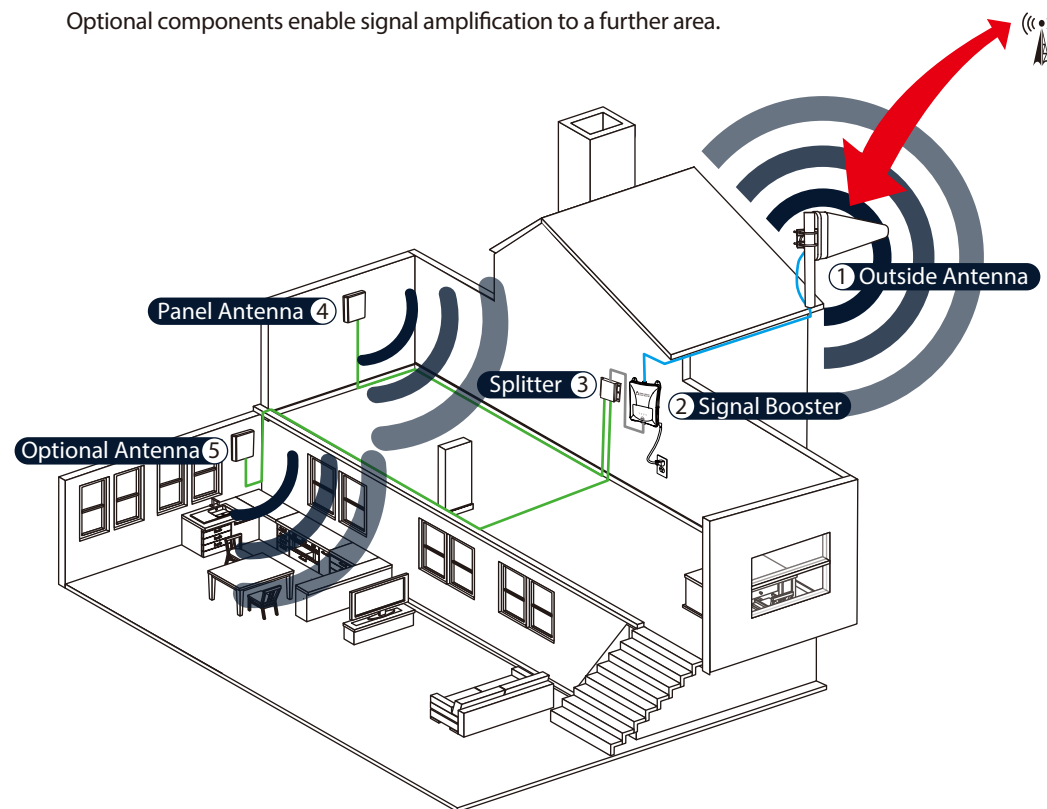 Optional components enable signal amplification to a further area.
1 Outside Antenna
Panel Antenna 4
Splitter 3
2 Signal Booster
Optional Antenna 5